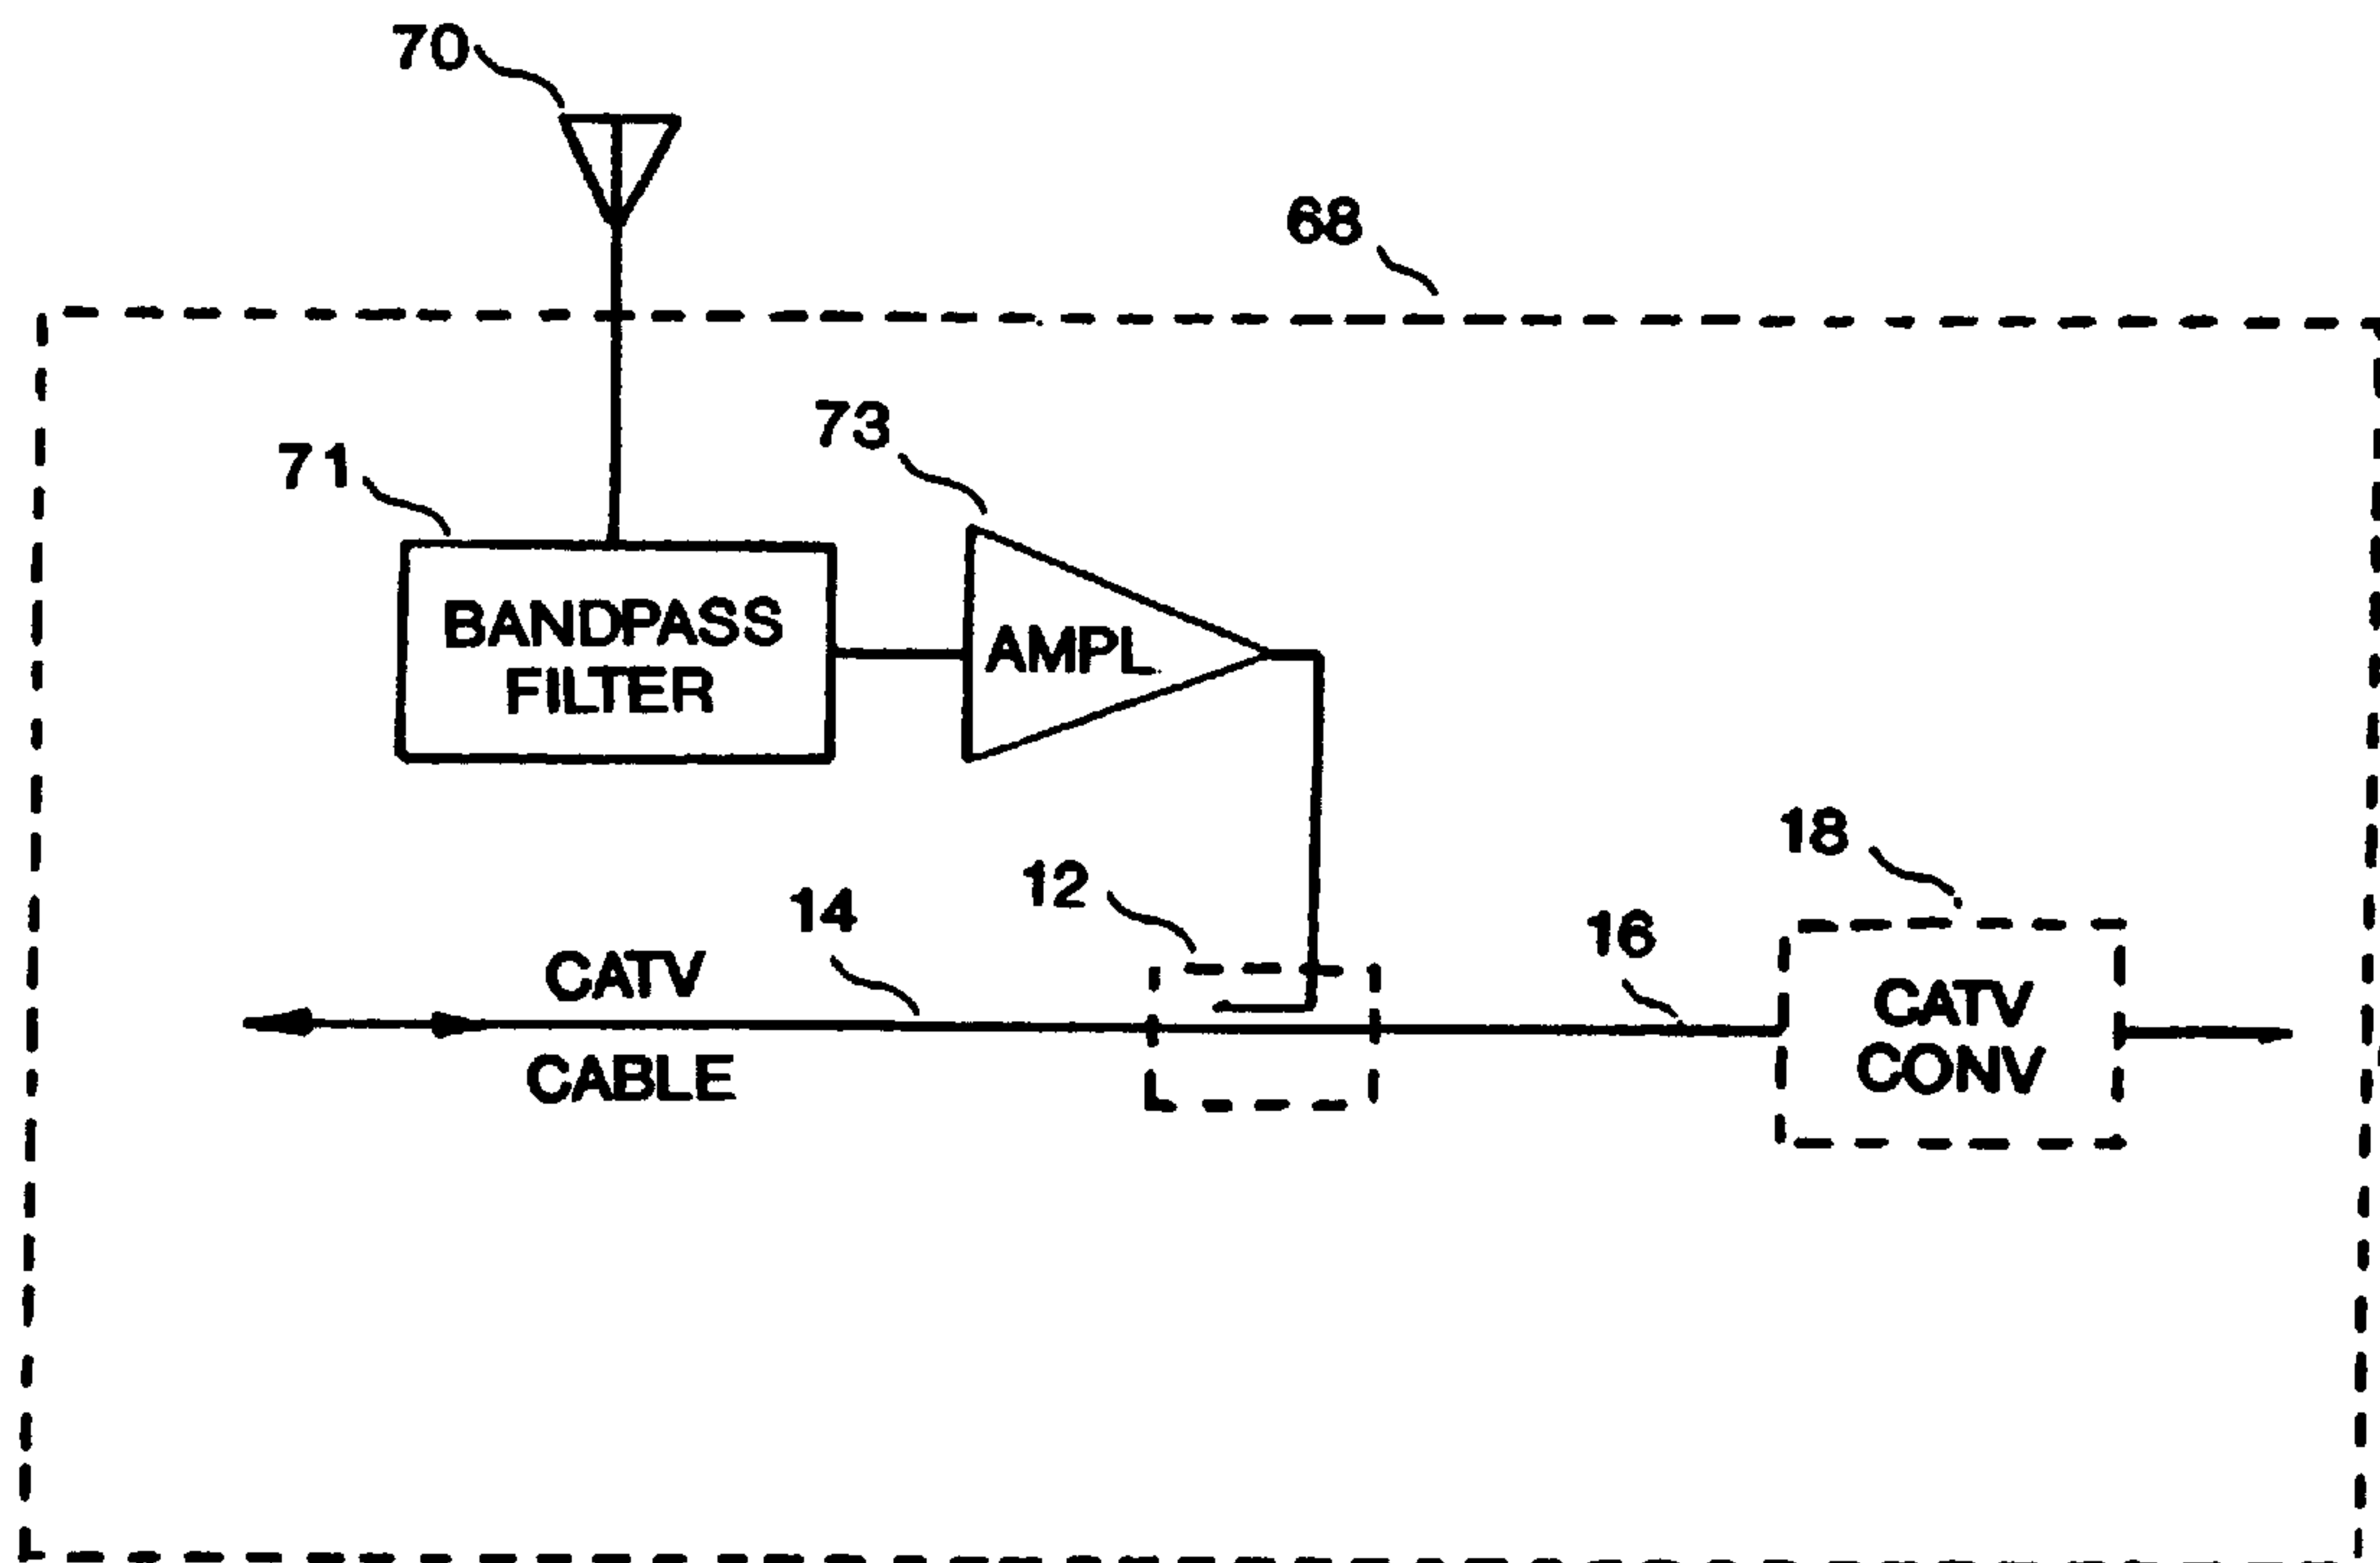 70
68
73
71
BANDPASS
FILTER
AMPL.
18
12
14
16
CATV
CABLE
CATV
CONV